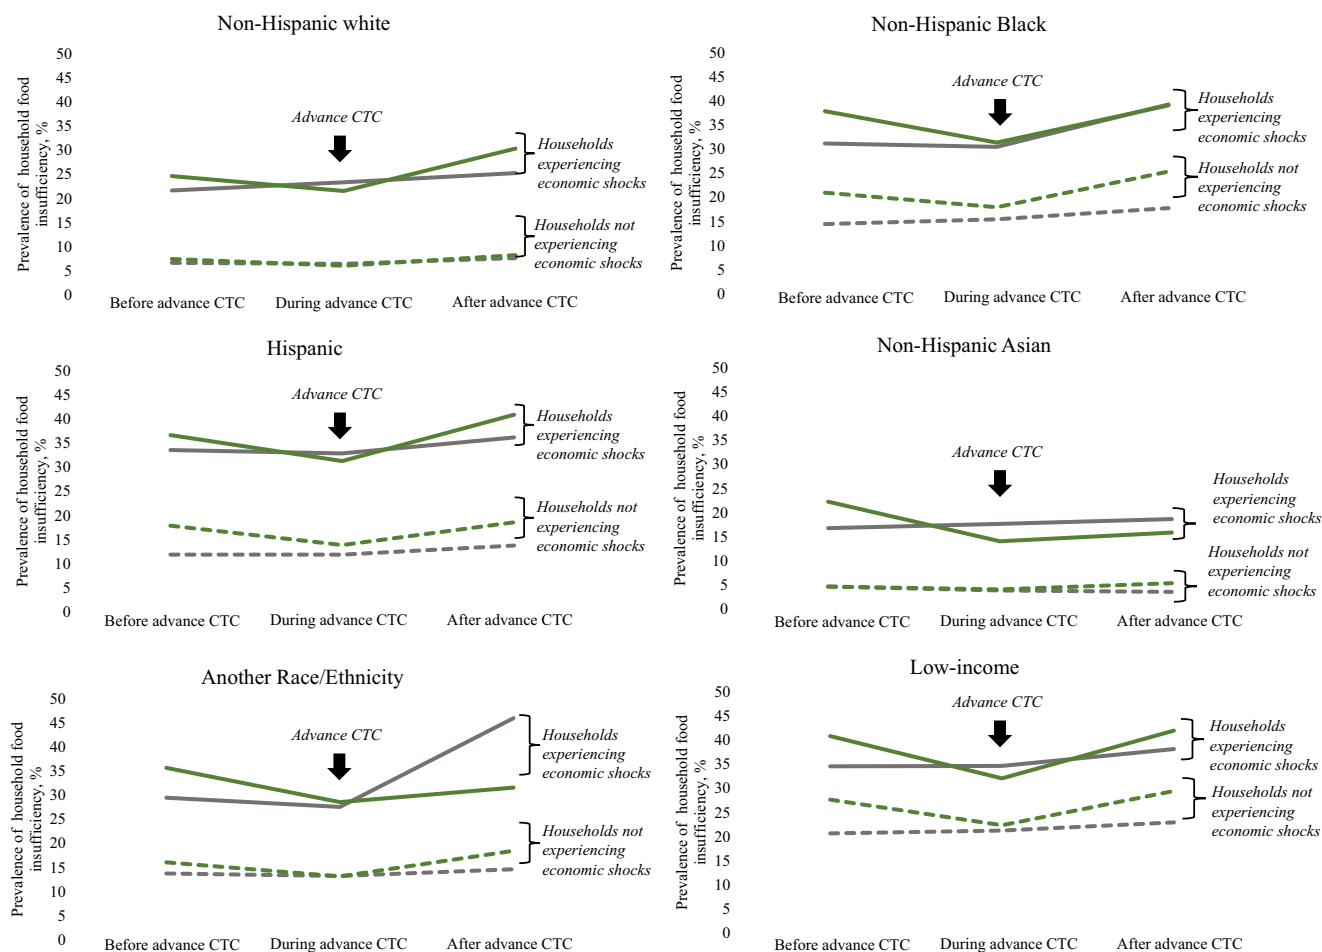 Non-Hispanic white
Prevalence of household food
insufficiency, %
50
45
40
35
30
25
20
15
10
5
0
Advance CTC
Households
experiencing
economic shocks
Households not
experiencing
economic shocks
Before advance CTC
During advance CTC
After advance CTC
Non-Hispanic Black
Prevalence of household food
insufficiency, %
50
45
40
35
30
25
20
15
10
5
0
Advance CTC
Households
experiencing
economic shocks
Households not
experiencing
economic shocks
Before advance CTC
During advance CTC
After advance CTC
Hispanic
Prevalence of household food
insufficiency, %
50
45
40
35
30
25
20
15
10
5
0
Advance CTC
Households
experiencing
economic shocks
Households not
experiencing
economic shocks
Before advance CTC
During advance CTC
After advance CTC
Non-Hispanic Asian
Prevalence of household food
insufficiency, %
50
45
40
35
30
25
20
15
10
5
0
Advance CTC
Households
experiencing
economic shocks
Households not
experiencing
economic shocks
Before advance CTC
During advance CTC
After advance CTC
Another Race/Ethnicity
Prevalence of household food
insufficiency, %
50
45
40
35
30
25
20
15
10
5
0
Advance CTC
Households
experiencing
economic shocks
Households not
experiencing
economic shocks
Before advance CTC
During advance CTC
After advance CTC
Low-income
Prevalence of household food
insufficiency, %
50
45
40
35
30
25
20
15
10
5
0
Advance CTC
Households
experiencing
economic shocks
Households not
experiencing
economic shocks
Before advance CTC
During advance CTC
After advance CTC